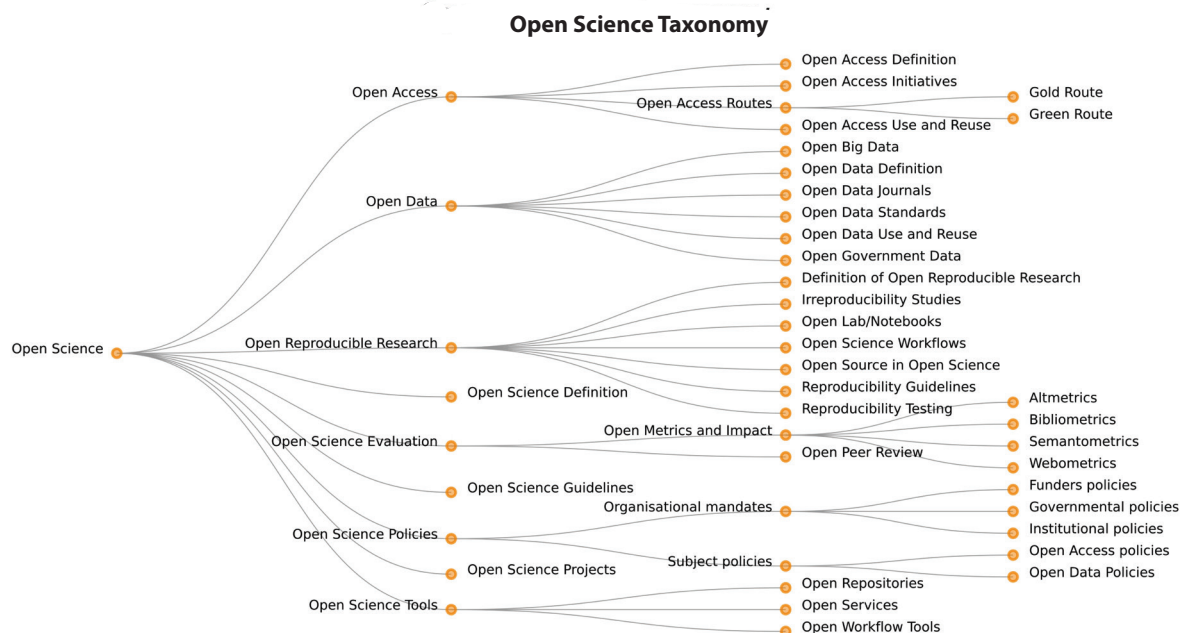 Open Science Taxonomy
Open Science
Open Access
Open Access Definition
Open Access Initiatives
Open Access Routes
Gold Route
Green Route
Open Access Use and Reuse
Open Data
Open Big Data
Open Data Definition
Open Data Journals
Open Data Standards
Open Data Use and Reuse
Open Government Data
Open Reproducible Research
Definition of Open Reproducible Research
Irreproducibility Studies
Open Lab/Notebooks
Open Science Workflows
Open Source in Open Science
Reproducibility Guidelines
Reproducibility Testing
Open Science Definition
Open Science Evaluation
Open Metrics and Impact
Altmetrics
Bibliometrics
Semantometrics
Webometrics
Open Peer Review
Open Science Guidelines
Open Science Policies
Organisational mandates
Funders policies
Governmental policies
Institutional policies
Subject policies
Open Access policies
Open Data Policies
Open Science Projects
Open Science Tools
Open Repositories
Open Services
Open Workflow Tools